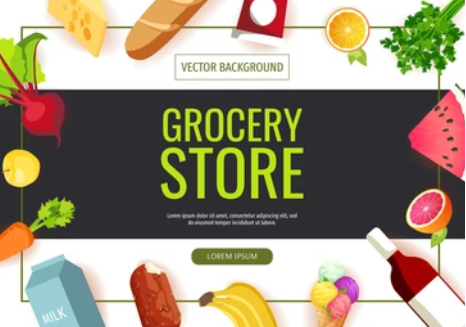 VECTOR BACKGROUND
GROCERY
STORE
Lorem ipsum dolor sit amet, consectetur adipiscing elit, sed
do eiusmod tempor incididunt ut labore.
LOREM IPSUM
MILK